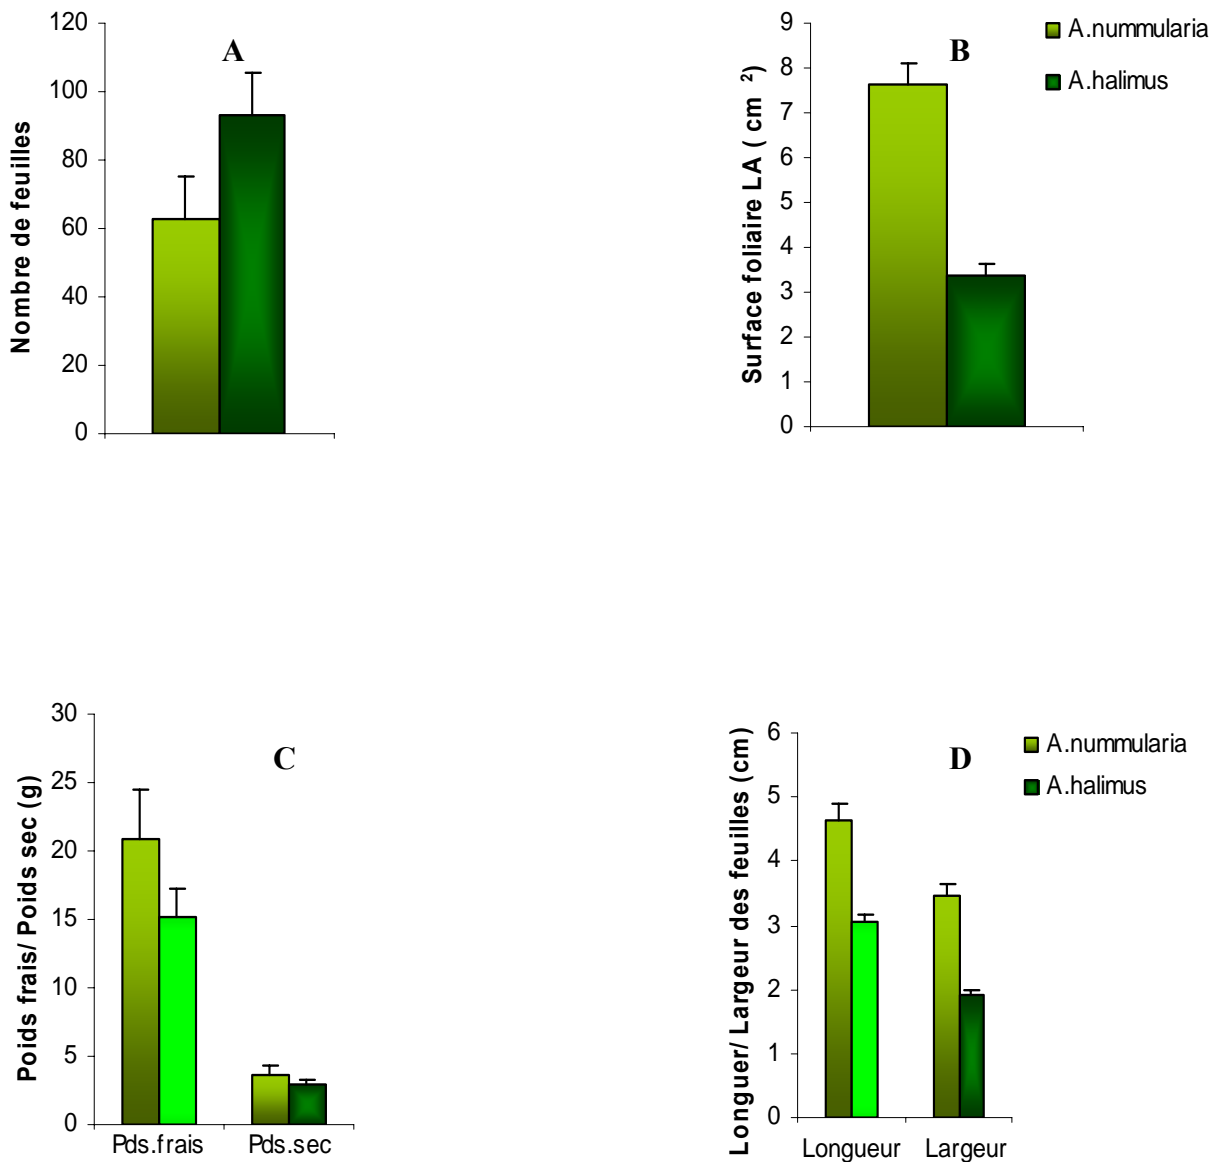 A
Nombre de feuilles
120
100
80
60
40
20
0
B
Surface foliaire LA ( cm ²)
9
8
7
6
5
4
3
2
1
0
A.nummularia
A.halimus
C
Poids frais/ Poids sec (g)
30
25
20
15
10
5
0
Pds.frais
Pds.sec
D
Longuer/ Largeur des feuilles (cm)
6
5
4
3
2
1
0
Longueur
Largeur
A.nummularia
A.halimus